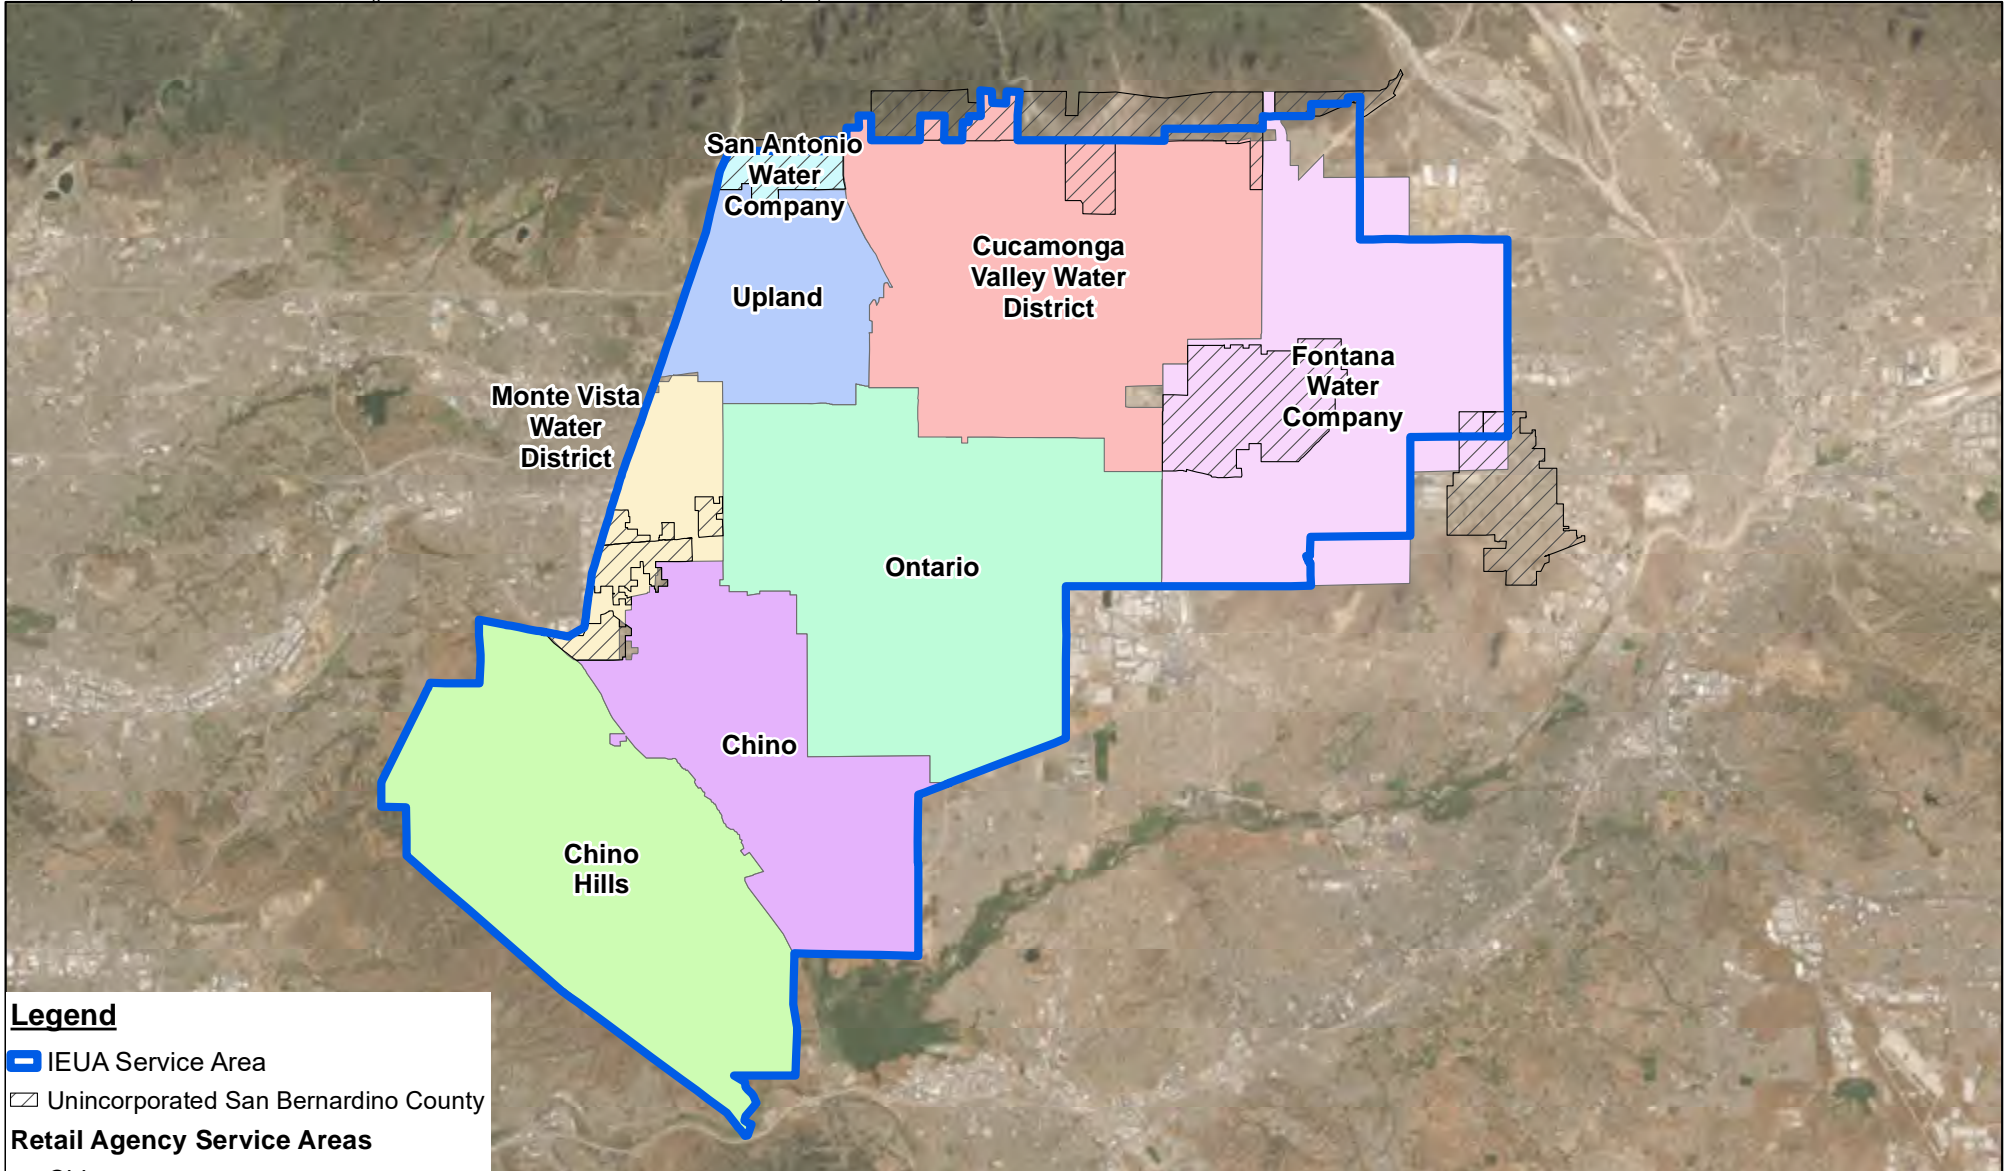 San Antonio
Water
Company
Cucamonga
Valley Water
District
Upland
Fontana
Water
Company
Monte Vista
Water
District
Ontario
Chino
Chino
Hills
Legend
IEUA Service Area
Unincorporated San Bernardino County
Retail Agency Service Areas